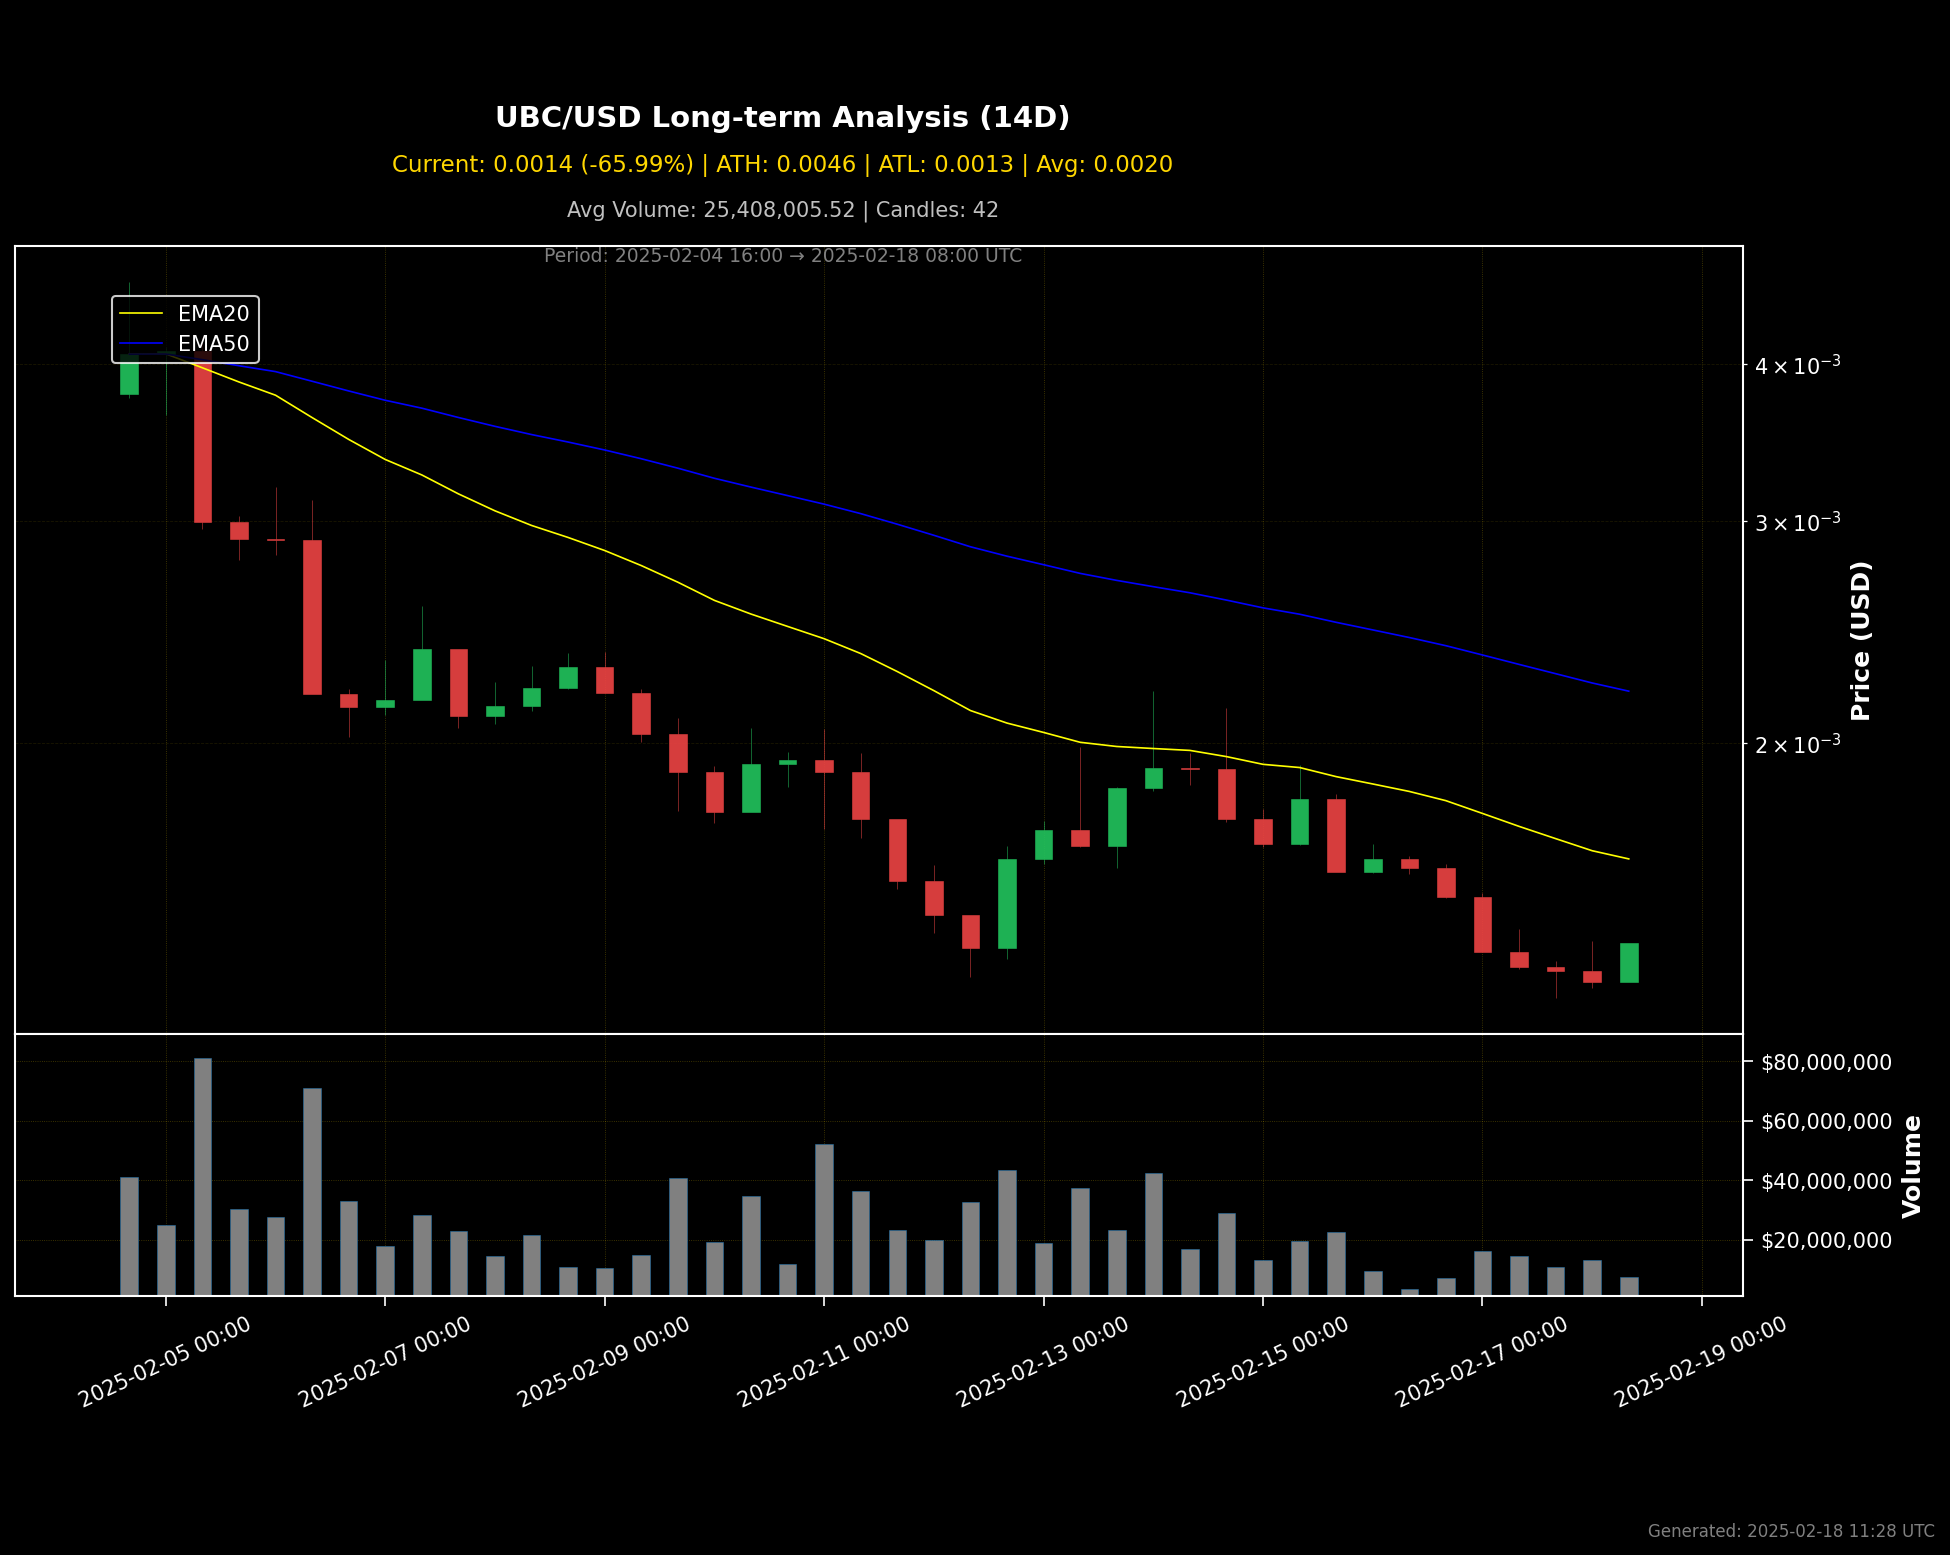 UBC/USD Long-term Analysis (14D)
Current: 0.0014 (-65.99%) | ATH: 0.0046 | ATL: 0.0013 | Avg: 0.0020
Avg Volume: 25,408,005.52 | Candles: 42
Period: 2025-02-04 16:00 → 2025-02-18 08:00 UTC
EMA20
EMA50
4 × 10⁻³
3 × 10⁻³
2 × 10⁻³
Price (USD)
$80,000,000
$60,000,000
$40,000,000
$20,000,000
Volume
2025-02-05 00:00
2025-02-07 00:00
2025-02-09 00:00
2025-02-11 00:00
2025-02-13 00:00
2025-02-15 00:00
2025-02-17 00:00
2025-02-19 00:00
Generated: 2025-02-18 11:28 UTC